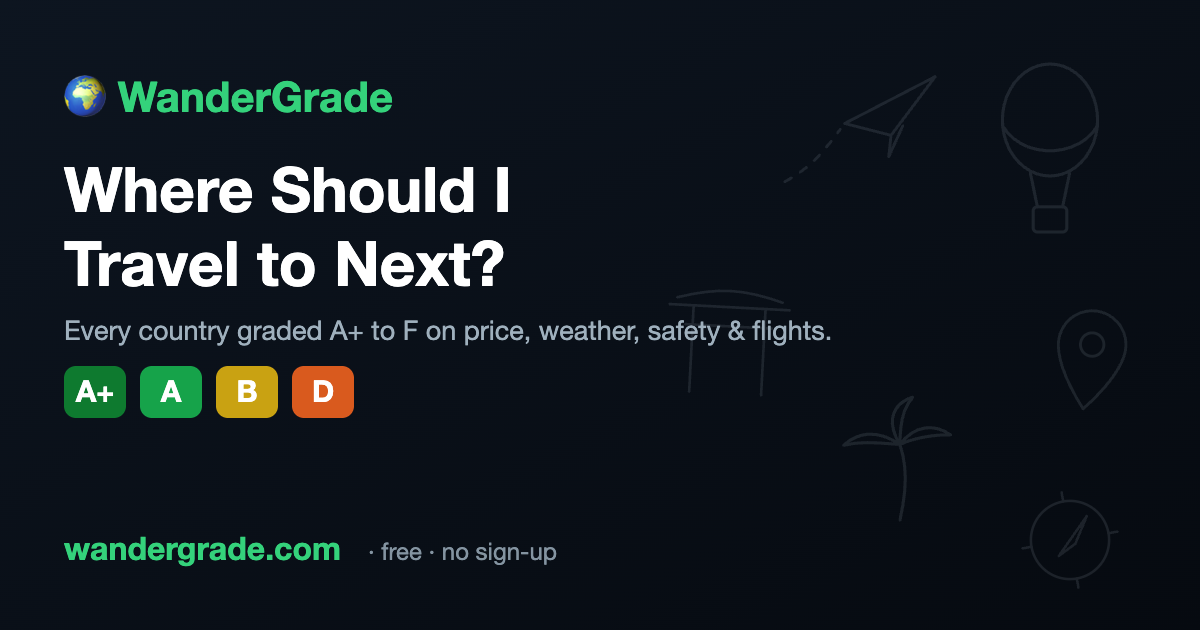 WanderGrade
Where Should I
Travel to Next?
Every country graded A+ to F on price, weather, safety & flights.
A+ A B D
wandergrade.com · free · no sign-up